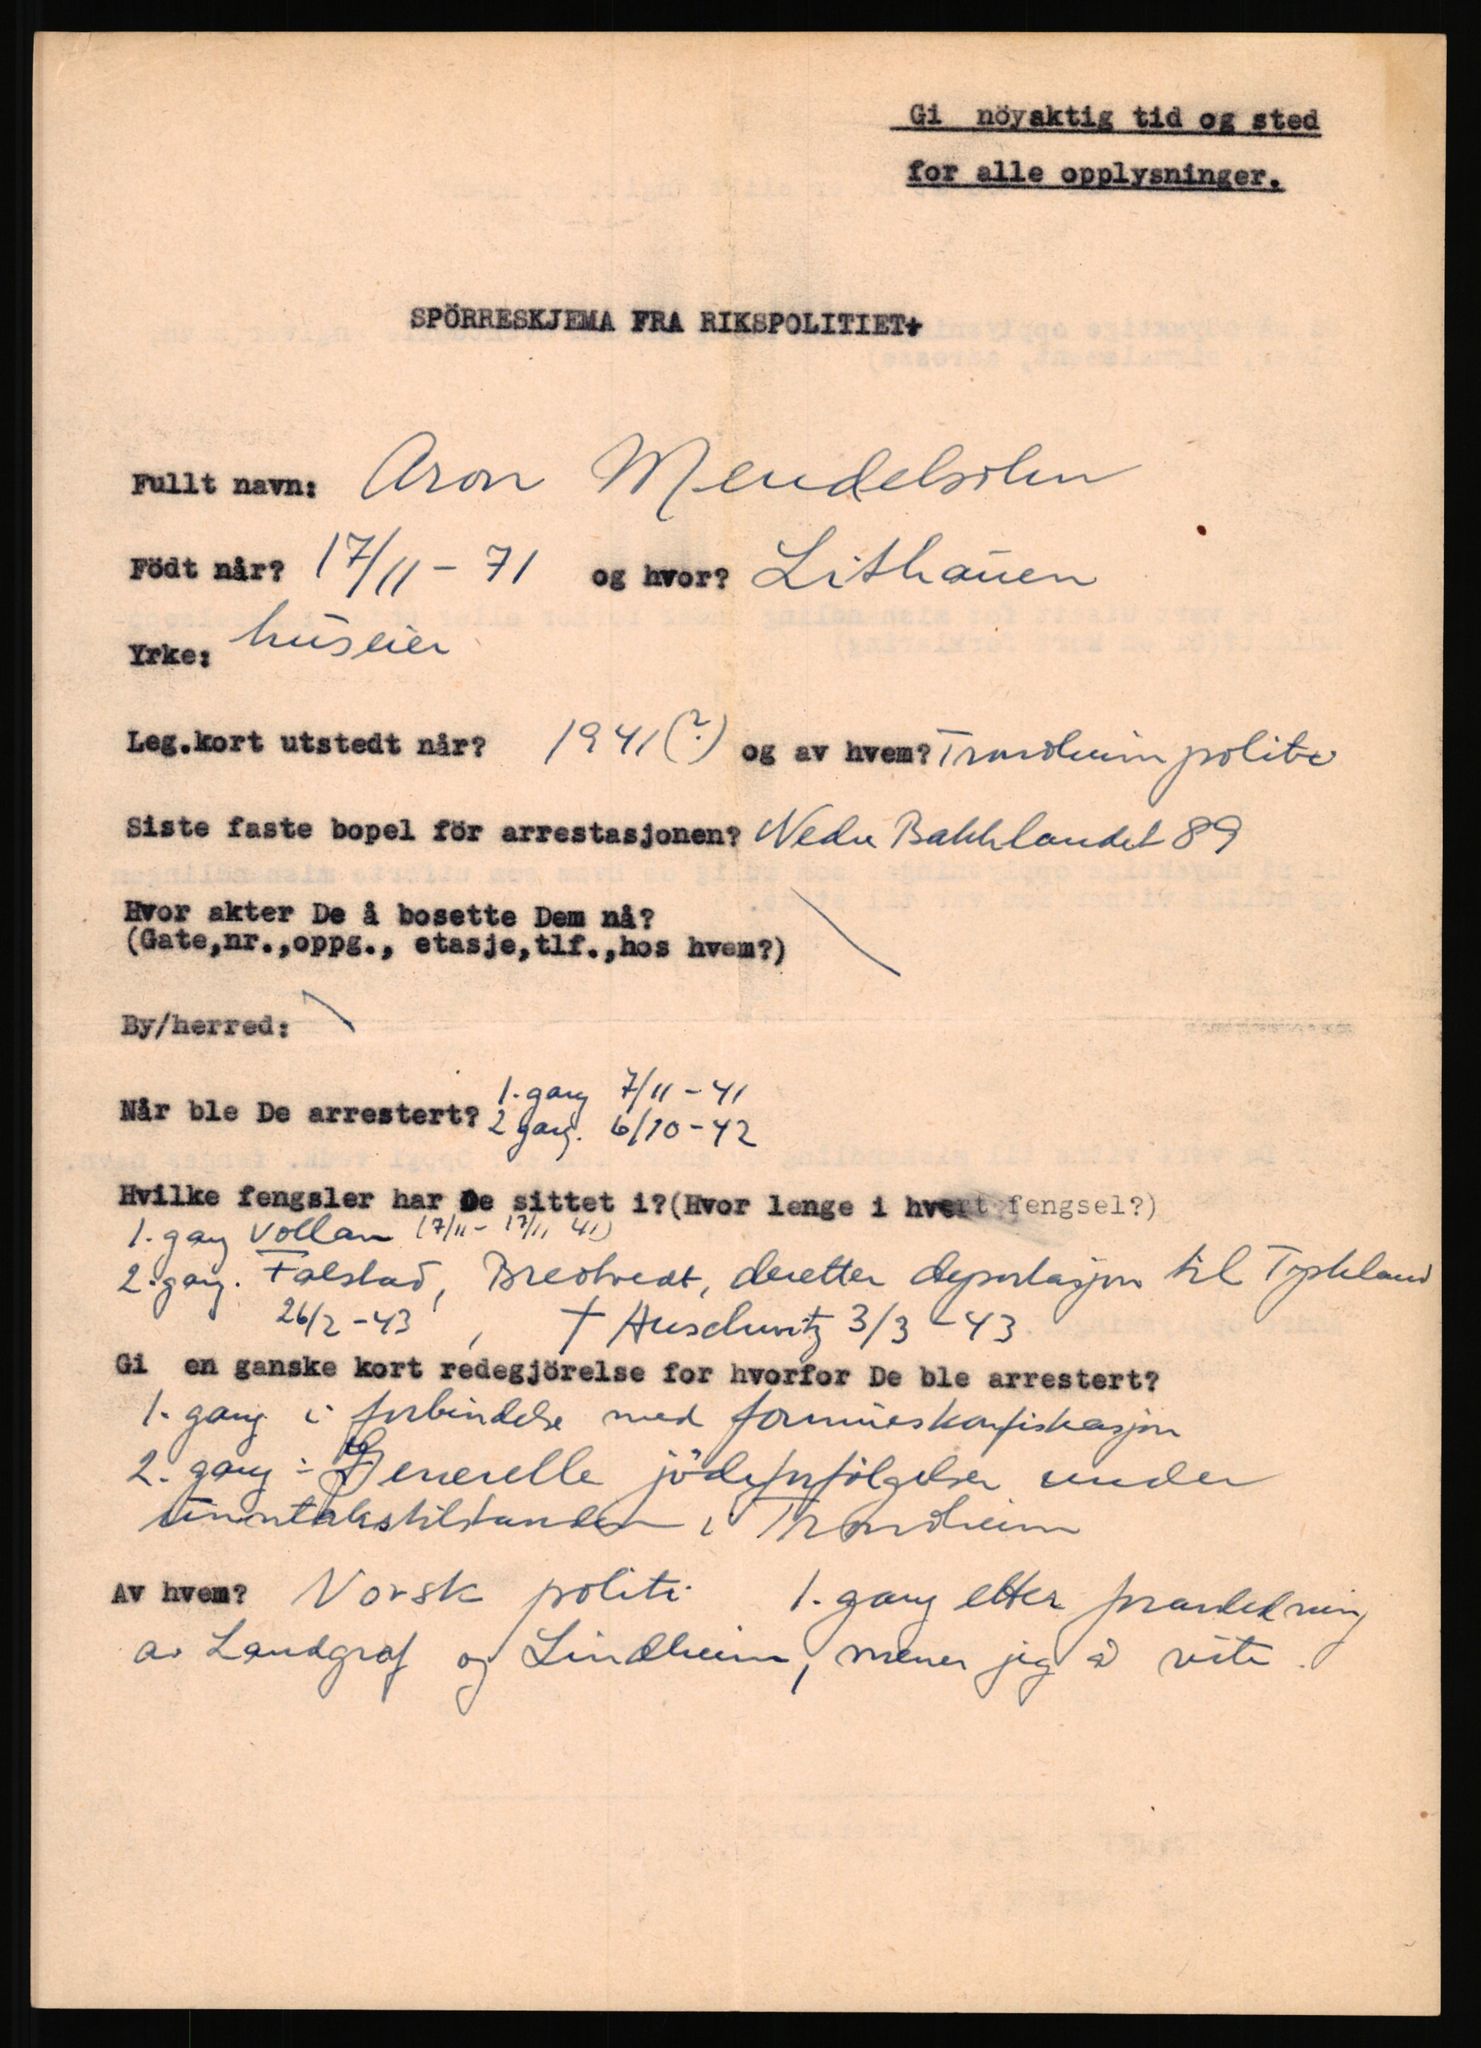 Gi nöyaktig tid og sted
for alle opplysninger.
SPÖRRESKJEMA FRA RIKSPOLITIET+
Fullt navn: Aron Mendelsohn
Födt når? 17/11 - 71 og hvor? Lithauen
Yrke: huseier
Leg.kort utstedt når? 1941 (?) og av hvem? Trondheim politi
Siste faste bopel för arrestasjonen? Nedre Bakklandet 89
Hvor akter De å bosette Dem nå?
(Gate,nr.,oppg., etasje,tlf.,hos hvem?)
By/herred:
1. gang 7/11 - 41
Når ble De arrestert? 2 gang. 6/10 - 42
Hvilke fengsler har De sittet i?(Hvor lenge i hvert fengsel?)
1. gang Vollan (7/11 - 17/11 41)
2. gang. Falstad, Bredtvedt, deretter deportasjon til Tyskland
26/2 - 43, † Auschwitz 3/3 - 43.
Gi en ganske kort redegjörelse for hvorfor De ble arrestert?
1. gang i forbindelse med formueskonfiskasjon
2. gang i generelle jödeforfölgelser under
unntakstilstanden i Trondheim
Av hvem? Norsk politi 1. gang etter foranledning
av Landgraf og Lindheim, mener jeg å vite.